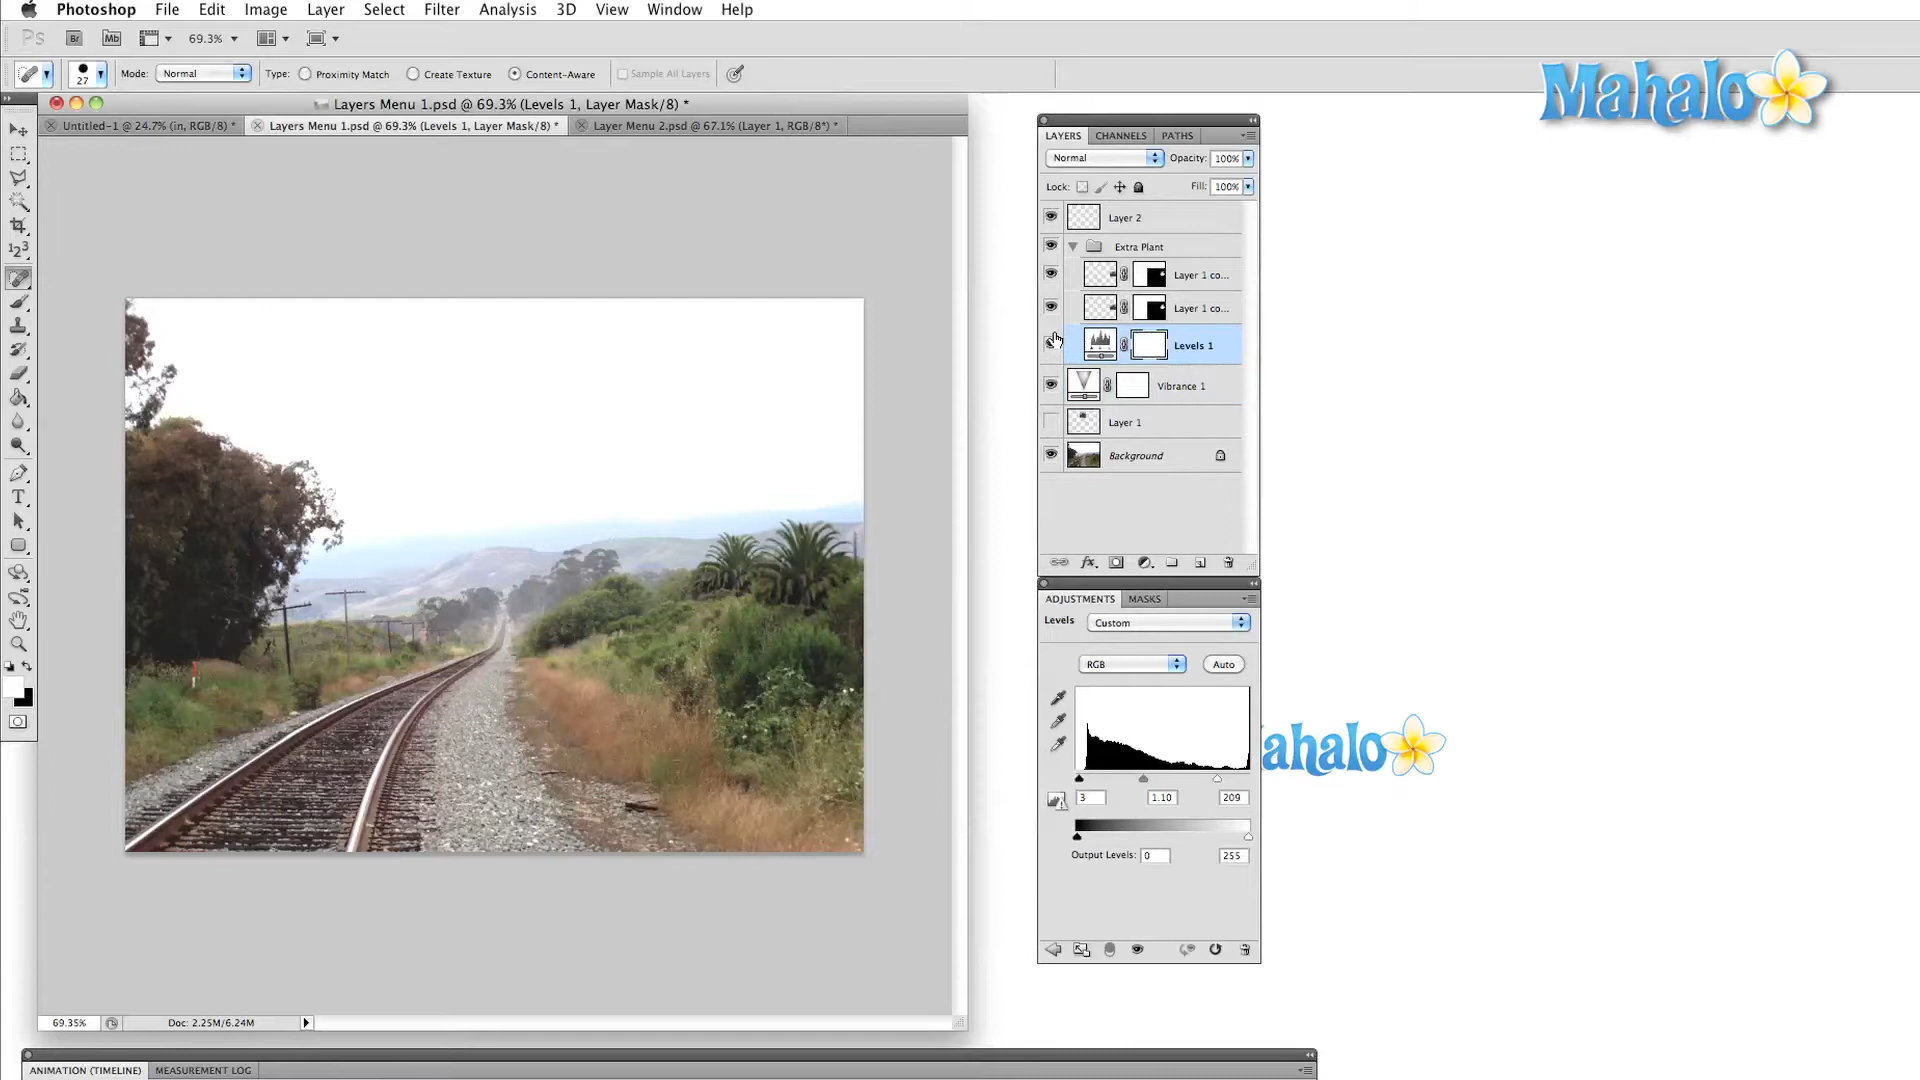 Photoshop File Edit Image Layer Select Filter Analysis 3D View Window Help
Ps Br Mb 69.3%
27 Mode: Normal Type: Proximity Match Create Texture Content-Aware Sample All Layers
Mahalo
Layers Menu 1.psd @ 69.3% (Levels 1, Layer Mask/8) *
Untitled-1 @ 24.7% (in, RGB/8) * Layers Menu 1.psd @ 69.3% (Levels 1, Layer Mask/8) * Layer Menu 2.psd @ 67.1% (Layer 1, RGB/8*) *
LAYERS CHANNELS PATHS
Normal Opacity: 100%
Lock: Fill: 100%
Layer 2
Extra Plant
Layer 1 co...
Layer 1 co...
Levels 1
Vibrance 1
Layer 1
Background
fx.
ADJUSTMENTS MASKS
Levels Custom
RGB Auto
ahalo
3 1.10 209
Output Levels: 0 255
69.35% Doc: 2.25M/6.24M
ANIMATION (TIMELINE) MEASUREMENT LOG